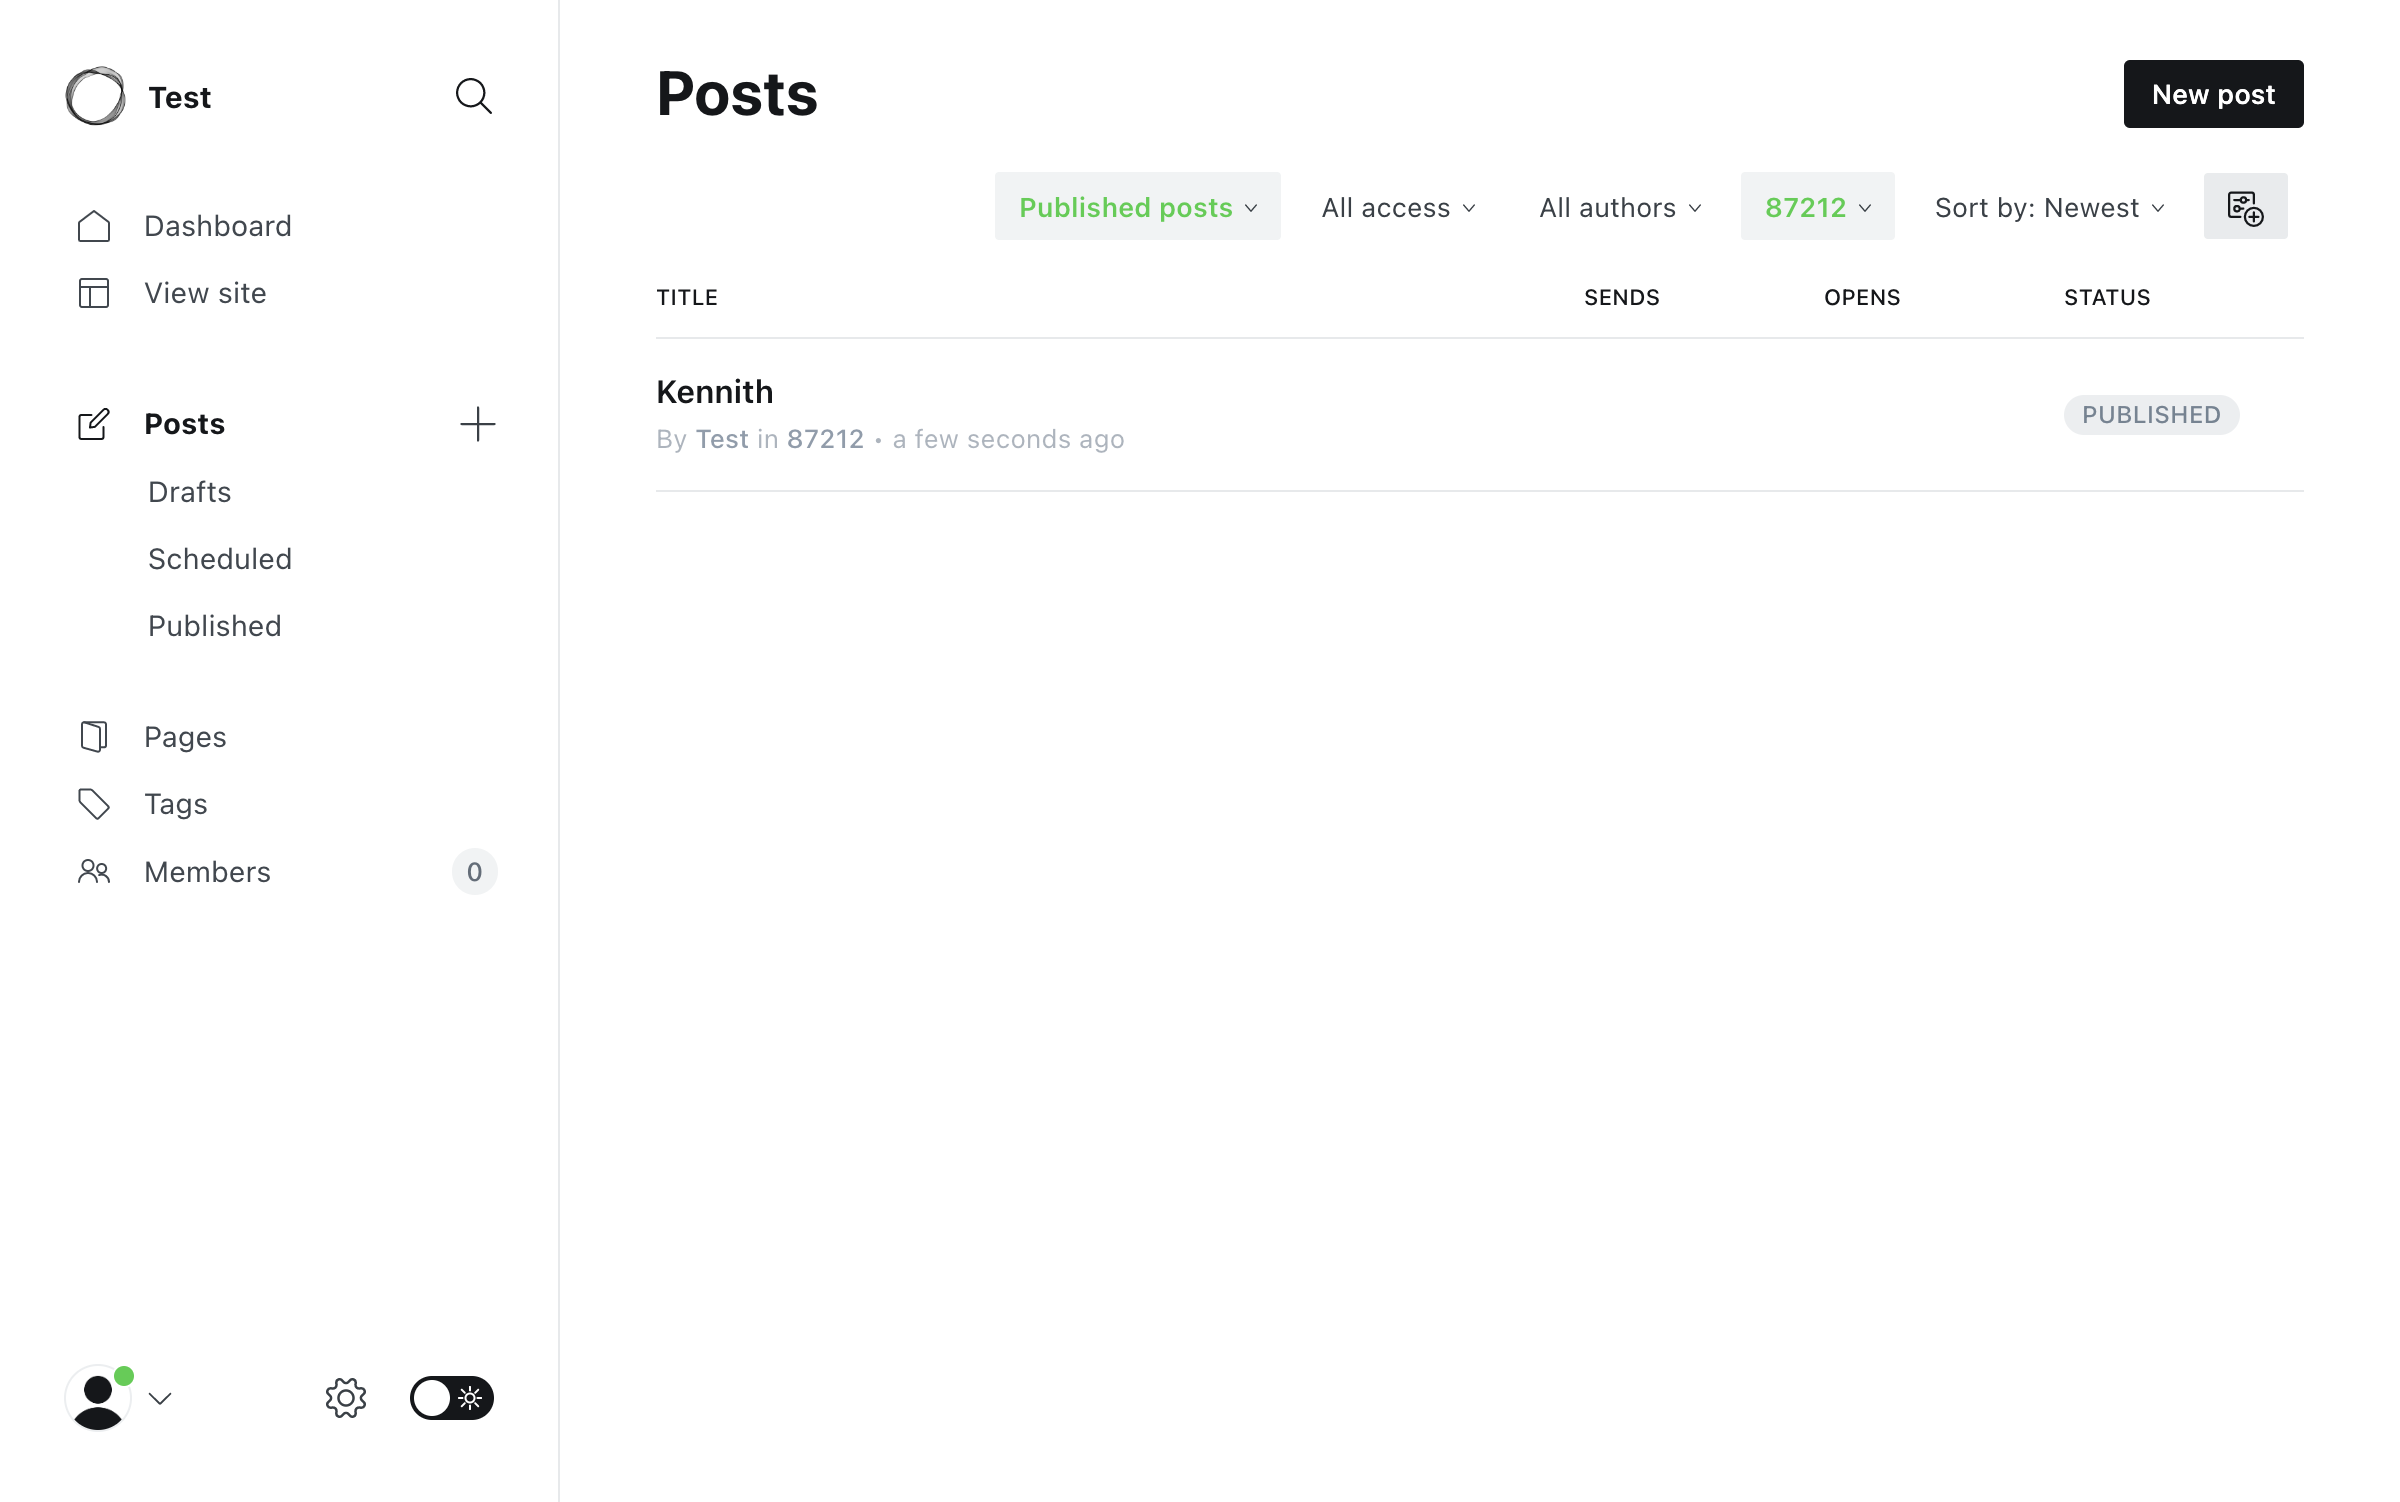 Test
Dashboard
View site
Posts
Drafts
Scheduled
Published
Pages
Tags
Members 0
Posts
New post
Published posts All access All authors 87212 Sort by: Newest
TITLE SENDS OPENS STATUS
Kennith
By Test in 87212 • a few seconds ago
PUBLISHED